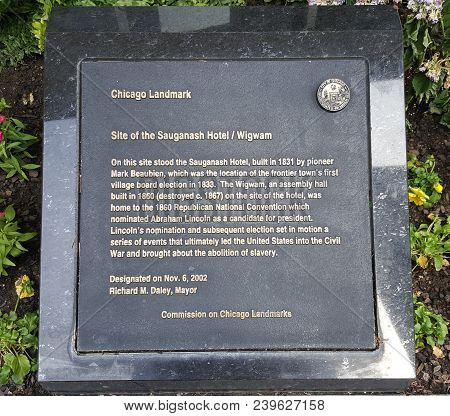 Chicago Landmark
Site of the Sauganash Hotel / Wigwam
On this site stood the Sauganash Hotel, built in 1831 by pioneer
Mark Beaubien, which was the location of the frontier town's first
village board election in 1833. The Wigwam, an assembly hall
built in 1860 (destroyed c. 1867) on the site of the hotel, was
home to the 1860 Republican National Convention which
nominated Abraham Lincoln as a candidate for president.
Lincoln's nomination and subsequent election set in motion a
series of events that ultimately led the United States into the Civil
War and brought about the abolition of slavery.
Designated on Nov. 6, 2002
Richard M. Daley, Mayor
Commission on Chicago Landmarks